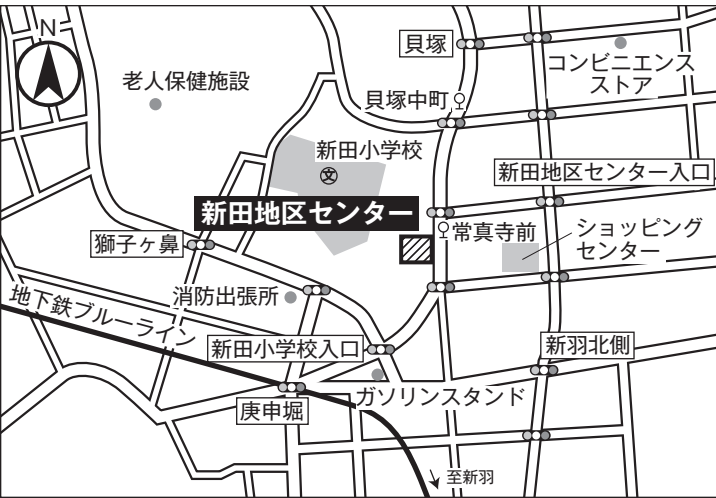 N
貝塚
コンビニエンス
ストア
老人保健施設
貝塚中町
新田小学校
文
新田地区センター入口
新田地区センター
常真寺前
ショッピング
センター
獅子ヶ鼻
消防出張所
地下鉄ブルーライン
新田小学校入口
新羽北側
ガソリンスタンド
庚申堀
至新羽